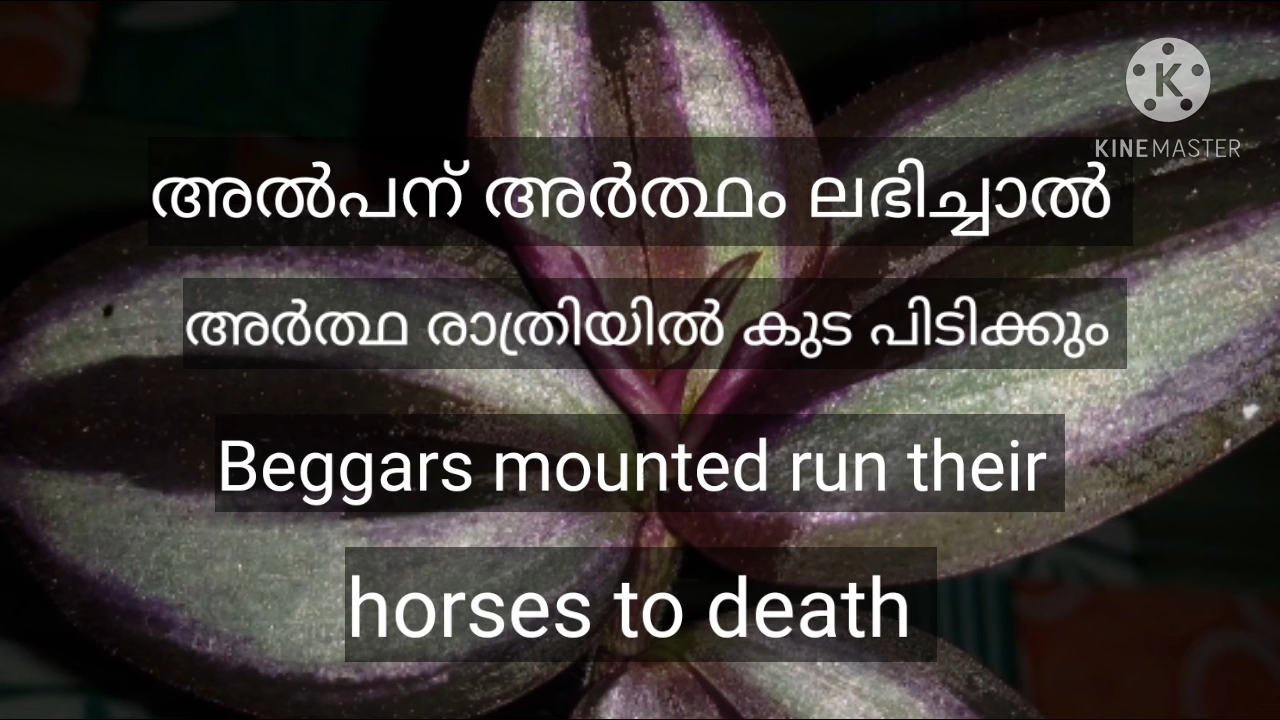 K
KINEMASTER
അൽപന് അർത്ഥം ലഭിച്ചാൽ
അർത്ഥ രാത്രിയിൽ കുട പിടിക്കും
Beggars mounted run their
horses to death